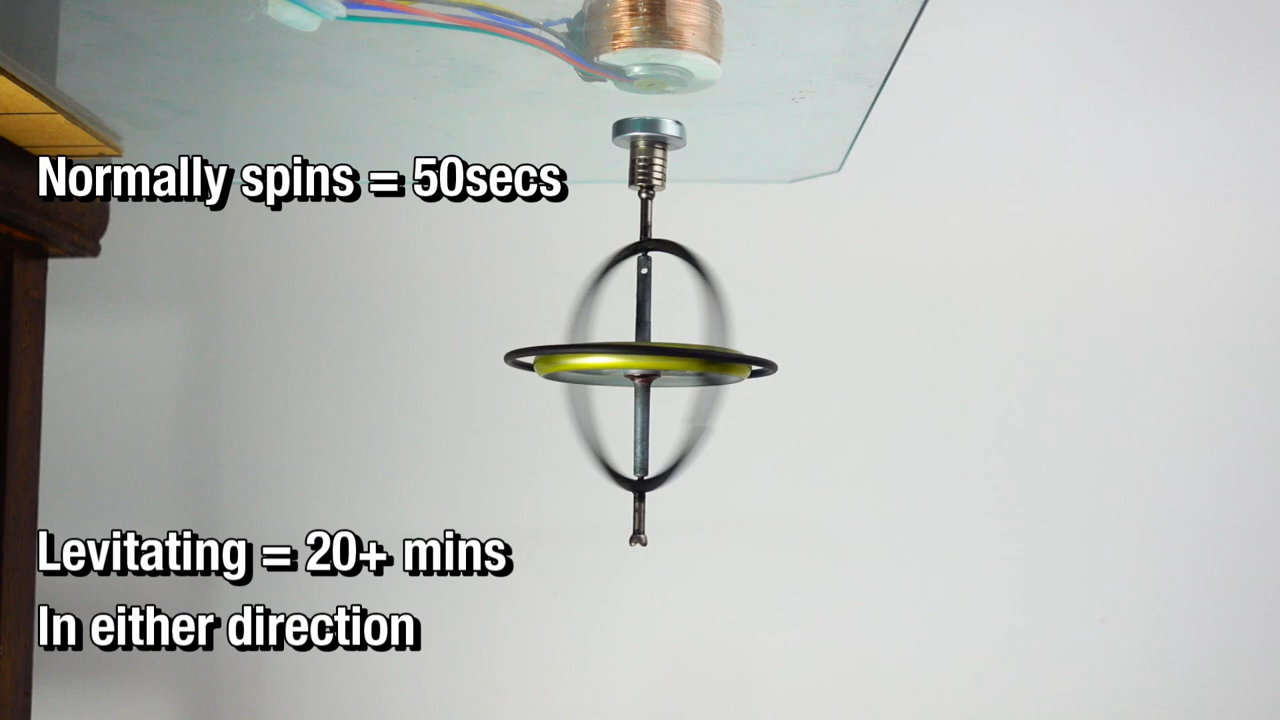 Normally spins = 50secs
Levitating = 20+ mins
In either direction